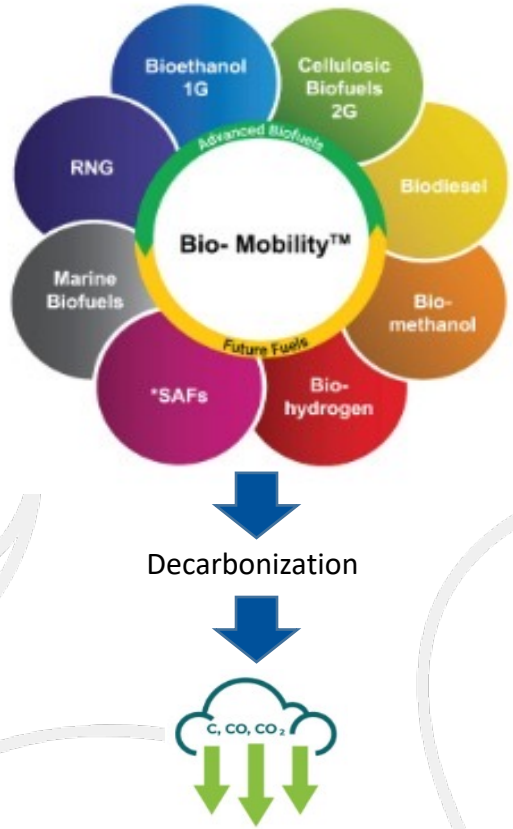 Bioethanol
1G
Cellulosic
Biofuels
2G
RNG
Advanced Biofuels
Biodiesel
Bio- Mobility™
Marine
Biofuels
Bio-
methanol
Future Fuels
*SAFs
Bio-
hydrogen
Decarbonization
C, CO, CO₂